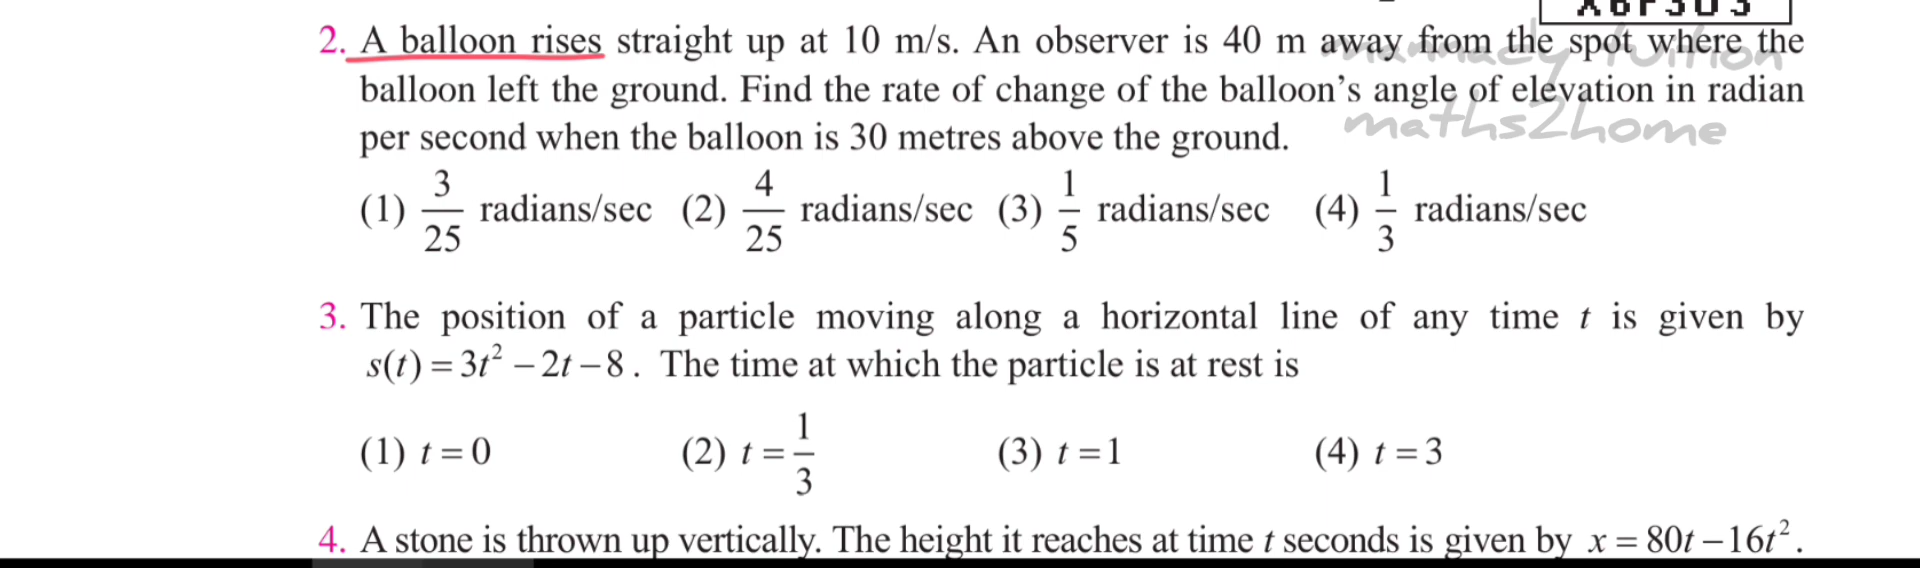 2. A balloon rises straight up at 10 m/s. An observer is 40 m away from the spot where the
balloon left the ground. Find the rate of change of the balloon's angle of elevation in radian
per second when the balloon is 30 metres above the ground.
maths2home
(1) 3/25 radians/sec (2) 4/25 radians/sec (3) 1/5 radians/sec (4) 1/3 radians/sec
3. The position of a particle moving along a horizontal line of any time t is given by
s(t) = 3t² – 2t – 8. The time at which the particle is at rest is
(1) t = 0 (2) t = 1/3 (3) t = 1 (4) t = 3
4. A stone is thrown up vertically. The height it reaches at time t seconds is given by x = 80t – 16t².